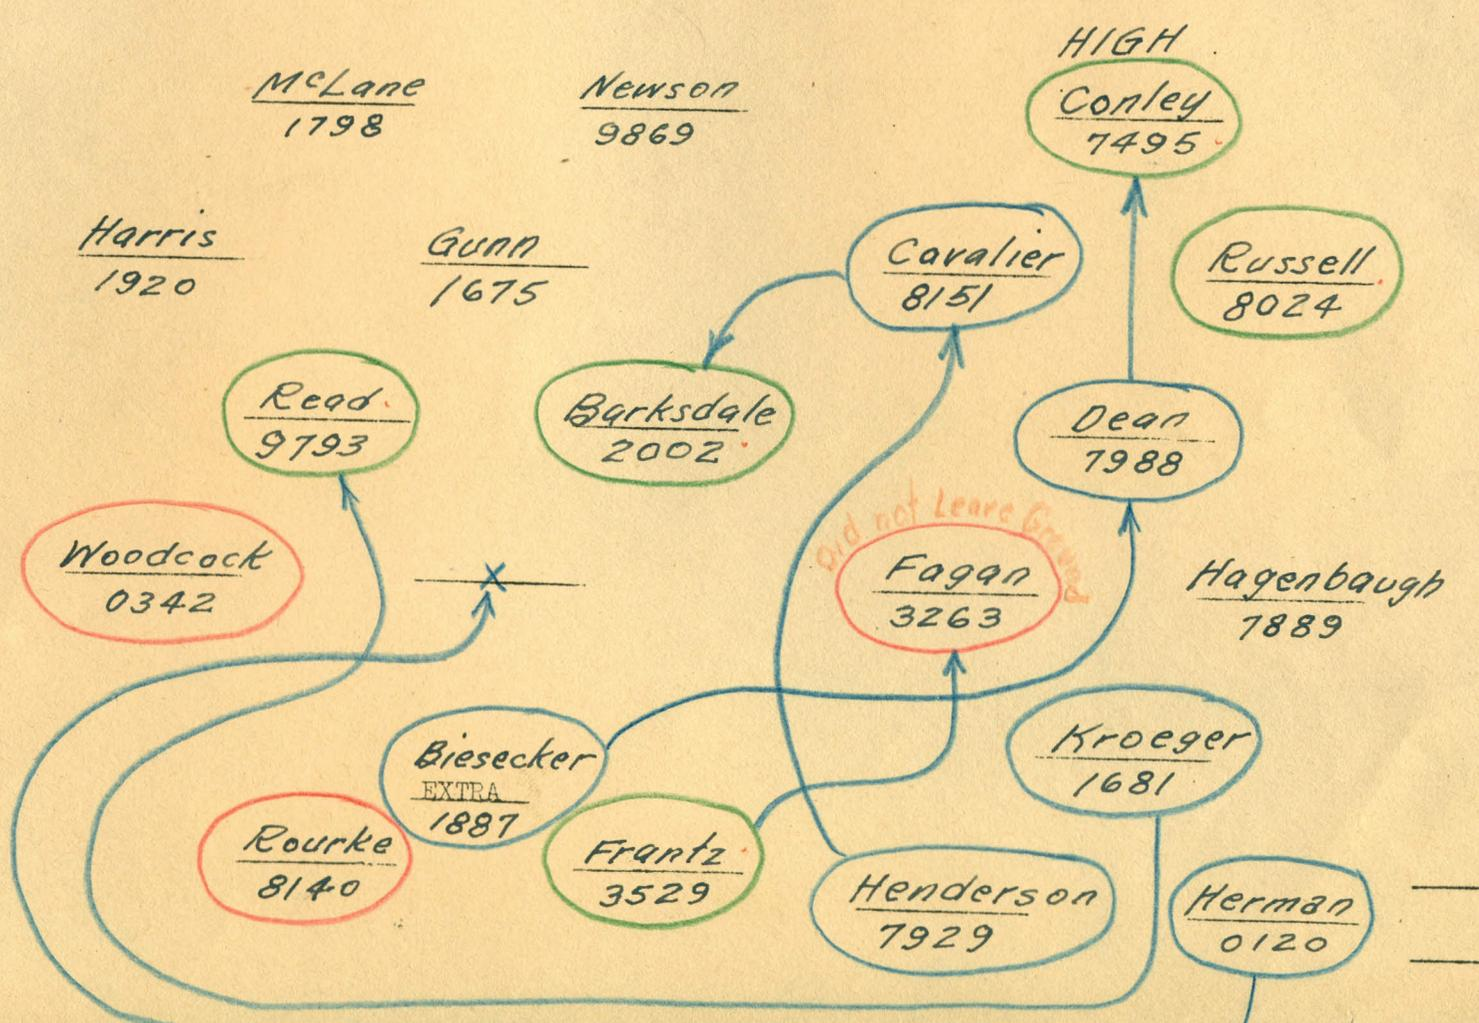 HIGH
McLane
1798
Newson
9869
Conley
7495
Harris
1920
Gunn
1675
Cavalier
8151
Russell
8024
Read
9793
Barksdale
2002
Dean
7988
Did not Leave Ground
Woodcock
0342
X
Fagan
3263
Hagenbaugh
7889
Biesecker
EXTRA
1887
Kroeger
1681
Rourke
8140
Frantz
3529
Henderson
7929
Herman
0120